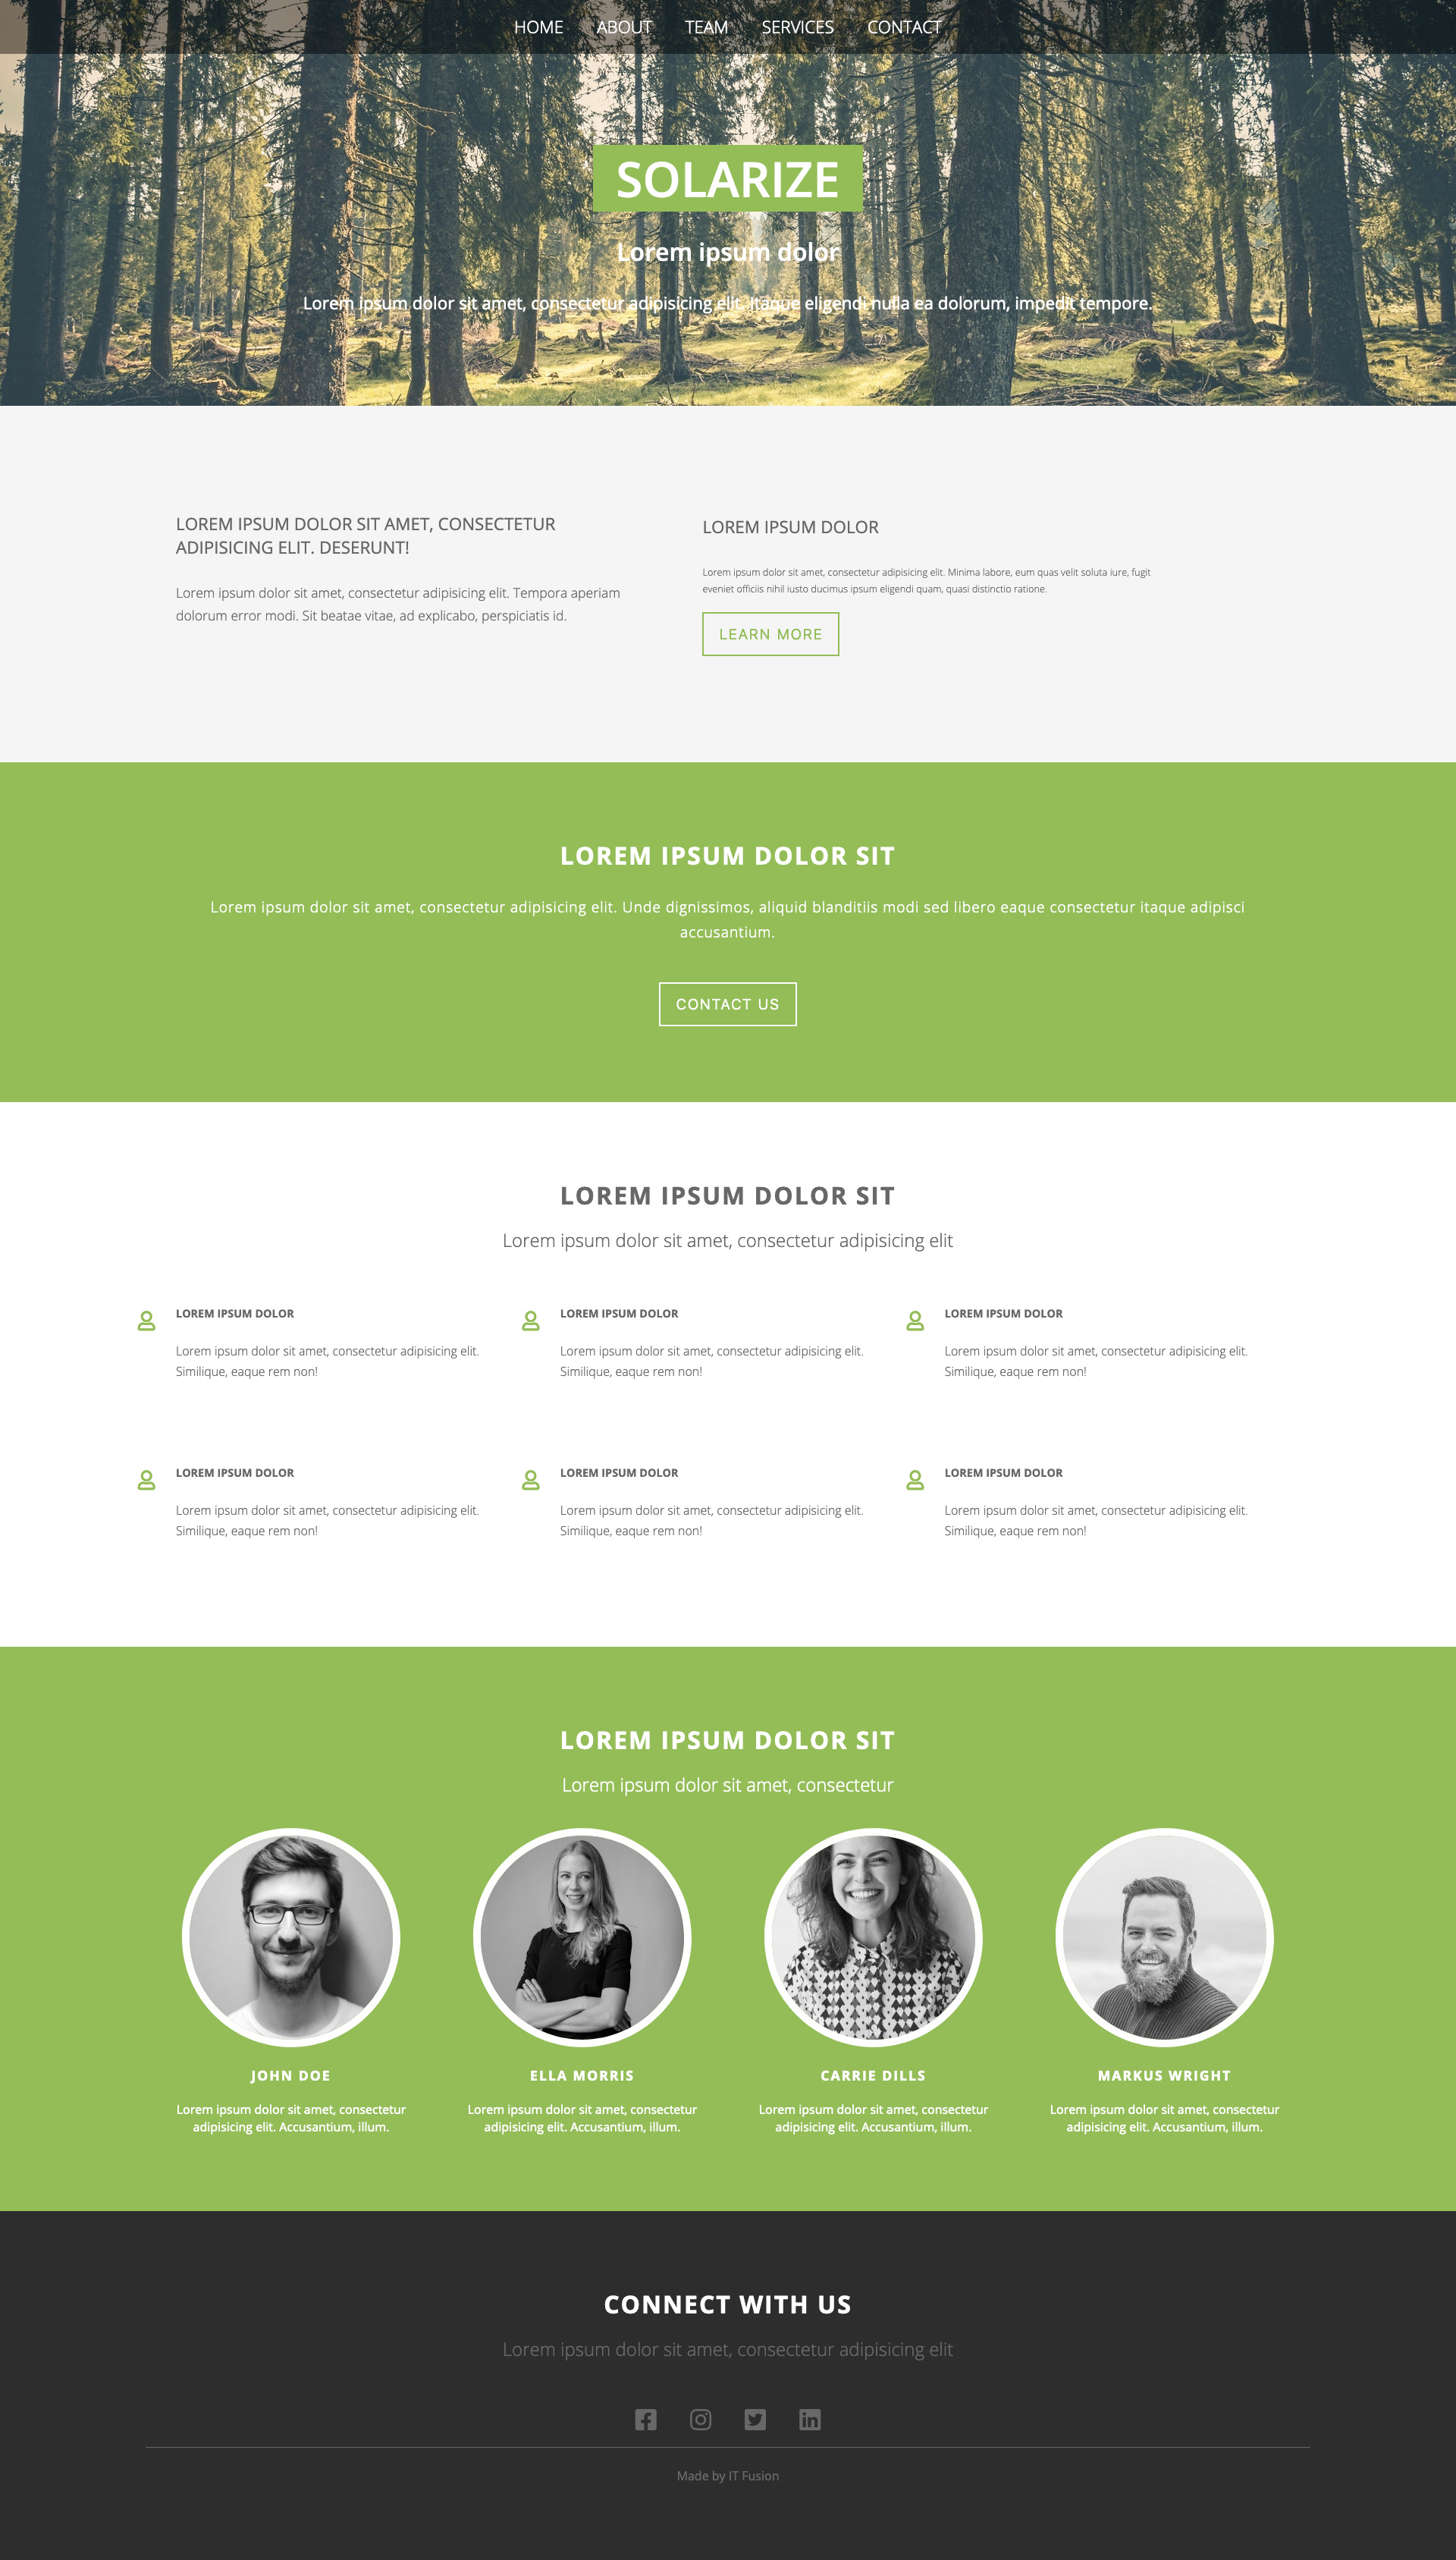 HOME ABOUT TEAM SERVICES CONTACT
SOLARIZE
Lorem ipsum dolor
Lorem ipsum dolor sit amet, consectetur adipisicing elit. Itaque eligendi nulla ea dolorum, impedit tempore.
LOREM IPSUM DOLOR SIT AMET, CONSECTETUR
ADIPISICING ELIT. DESERUNT!
Lorem ipsum dolor sit amet, consectetur adipisicing elit. Tempora aperiam
dolorum error modi. Sit beatae vitae, ad explicabo, perspiciatis id.
LOREM IPSUM DOLOR
Lorem ipsum dolor sit amet, consectetur adipisicing elit. Minima labore, eum quas velit soluta iure, fugit
eveniet officiis nihil iusto ducimus ipsum eligendi quam, quasi distinctio ratione.
LEARN MORE
LOREM IPSUM DOLOR SIT
Lorem ipsum dolor sit amet, consectetur adipisicing elit. Unde dignissimos, aliquid blanditiis modi sed libero eaque consectetur itaque adipisci
accusantium.
CONTACT US
LOREM IPSUM DOLOR SIT
Lorem ipsum dolor sit amet, consectetur adipisicing elit
LOREM IPSUM DOLOR
Lorem ipsum dolor sit amet, consectetur adipisicing elit.
Similique, eaque rem non!
LOREM IPSUM DOLOR
Lorem ipsum dolor sit amet, consectetur adipisicing elit.
Similique, eaque rem non!
LOREM IPSUM DOLOR
Lorem ipsum dolor sit amet, consectetur adipisicing elit.
Similique, eaque rem non!
LOREM IPSUM DOLOR
Lorem ipsum dolor sit amet, consectetur adipisicing elit.
Similique, eaque rem non!
LOREM IPSUM DOLOR
Lorem ipsum dolor sit amet, consectetur adipisicing elit.
Similique, eaque rem non!
LOREM IPSUM DOLOR
Lorem ipsum dolor sit amet, consectetur adipisicing elit.
Similique, eaque rem non!
LOREM IPSUM DOLOR SIT
Lorem ipsum dolor sit amet, consectetur
JOHN DOE
Lorem ipsum dolor sit amet, consectetur
adipisicing elit. Accusantium, illum.
ELLA MORRIS
Lorem ipsum dolor sit amet, consectetur
adipisicing elit. Accusantium, illum.
CARRIE DILLS
Lorem ipsum dolor sit amet, consectetur
adipisicing elit. Accusantium, illum.
MARKUS WRIGHT
Lorem ipsum dolor sit amet, consectetur
adipisicing elit. Accusantium, illum.
CONNECT WITH US
Lorem ipsum dolor sit amet, consectetur adipisicing elit
Made by IT Fusion